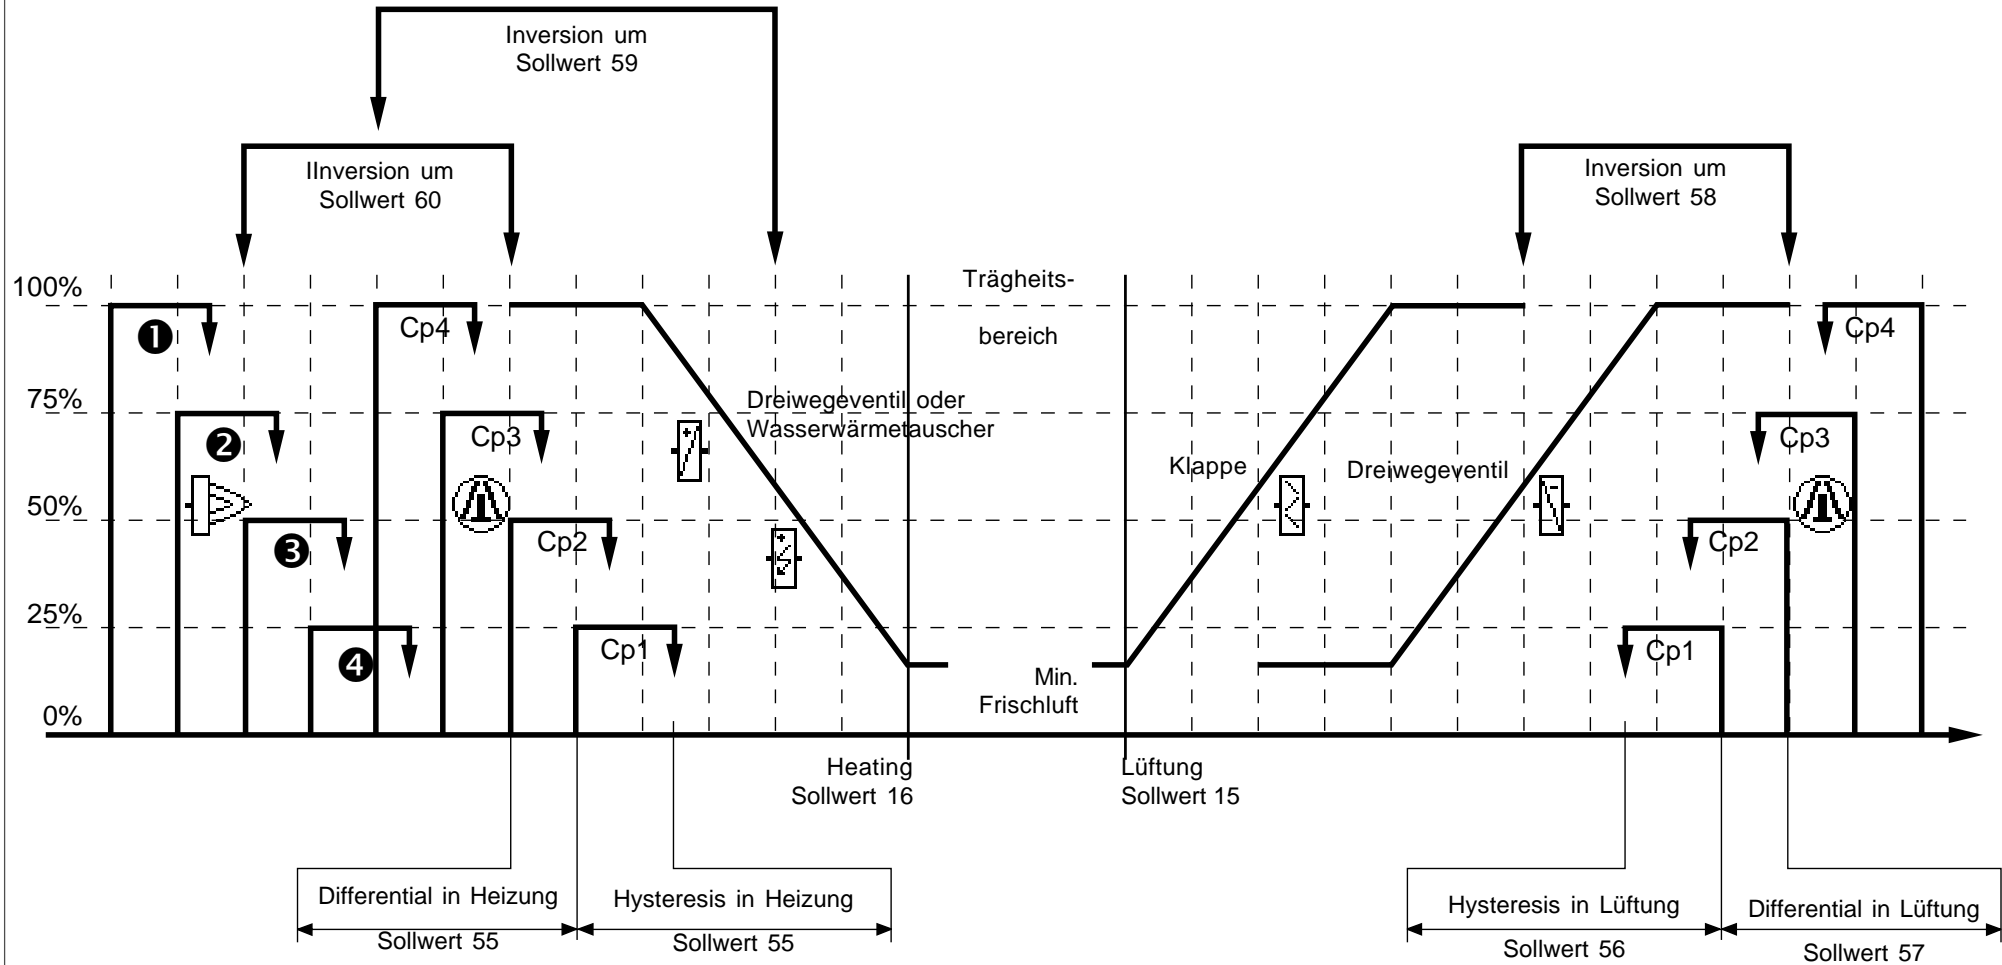 Inversion um
Sollwert 59
IInversion um
Sollwert 60
Inversion um
Sollwert 58
100%
75%
50%
25%
0%
❶
❷
❸
❹
Cp4
Cp3
Cp2
Cp1
Dreiwegeventil oder
Wasserwärmetauscher
Trägheits-
bereich
Min.
Frischluft
Klappe
Dreiwegeventil
Cp4
Cp3
Cp2
Cp1
Heating
Sollwert 16
Lüftung
Sollwert 15
Differential in Heizung
Sollwert 55
Hysteresis in Heizung
Sollwert 55
Hysteresis in Lüftung
Sollwert 56
Differential in Lüftung
Sollwert 57